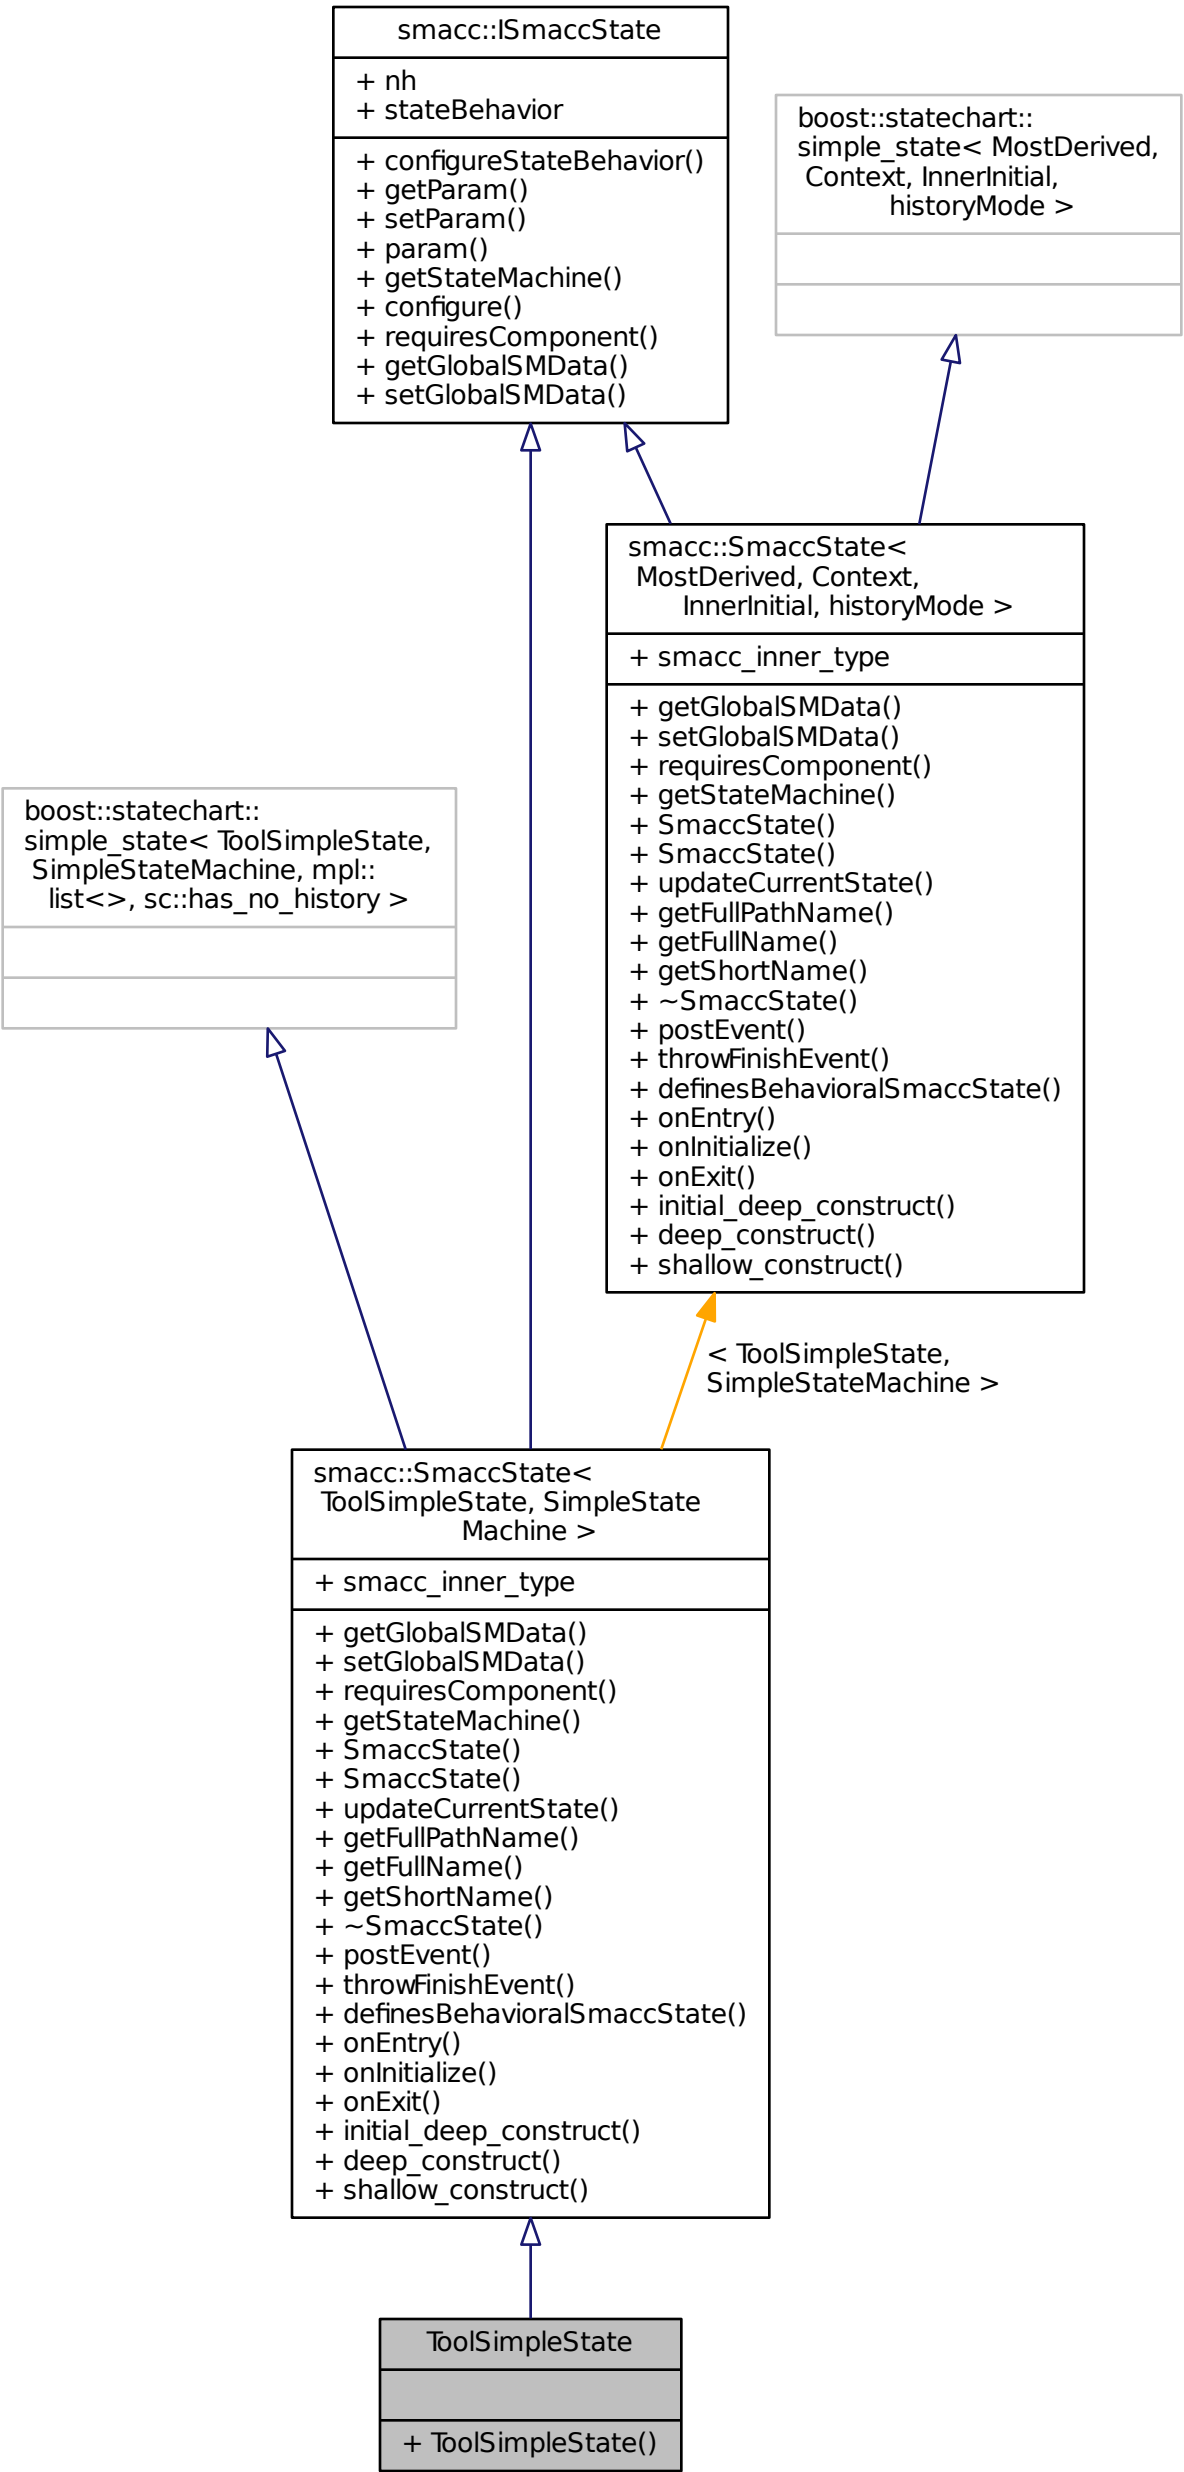 smacc::ISmaccState
+ nh
+ stateBehavior
+ configureStateBehavior()
+ getParam()
+ setParam()
+ param()
+ getStateMachine()
+ configure()
+ requiresComponent()
+ getGlobalSMData()
+ setGlobalSMData()
boost::statechart::
simple_state< MostDerived,
Context, InnerInitial,
historyMode >
smacc::SmaccState<
MostDerived, Context,
InnerInitial, historyMode >
+ smacc_inner_type
+ getGlobalSMData()
+ setGlobalSMData()
+ requiresComponent()
+ getStateMachine()
+ SmaccState()
+ SmaccState()
+ updateCurrentState()
+ getFullPathName()
+ getFullName()
+ getShortName()
+ ~SmaccState()
+ postEvent()
+ throwFinishEvent()
+ definesBehavioralSmaccState()
+ onEntry()
+ onInitialize()
+ onExit()
+ initial_deep_construct()
+ deep_construct()
+ shallow_construct()
boost::statechart::
simple_state< ToolSimpleState,
SimpleStateMachine, mpl::
list<>, sc::has_no_history >
< ToolSimpleState,
SimpleStateMachine >
smacc::SmaccState<
ToolSimpleState, SimpleState
Machine >
+ smacc_inner_type
+ getGlobalSMData()
+ setGlobalSMData()
+ requiresComponent()
+ getStateMachine()
+ SmaccState()
+ SmaccState()
+ updateCurrentState()
+ getFullPathName()
+ getFullName()
+ getShortName()
+ ~SmaccState()
+ postEvent()
+ throwFinishEvent()
+ definesBehavioralSmaccState()
+ onEntry()
+ onInitialize()
+ onExit()
+ initial_deep_construct()
+ deep_construct()
+ shallow_construct()
ToolSimpleState
+ ToolSimpleState()